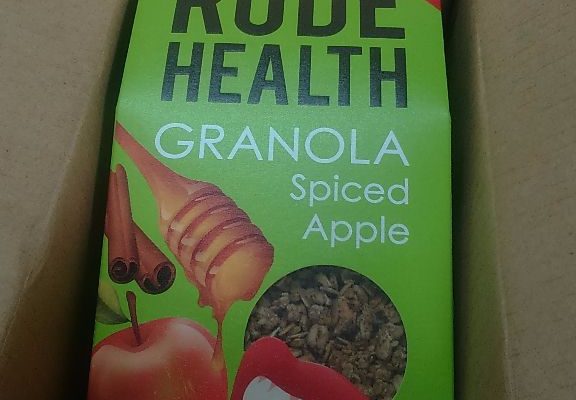 RUDE
HEALTH
GRANOLA
Spiced
Apple